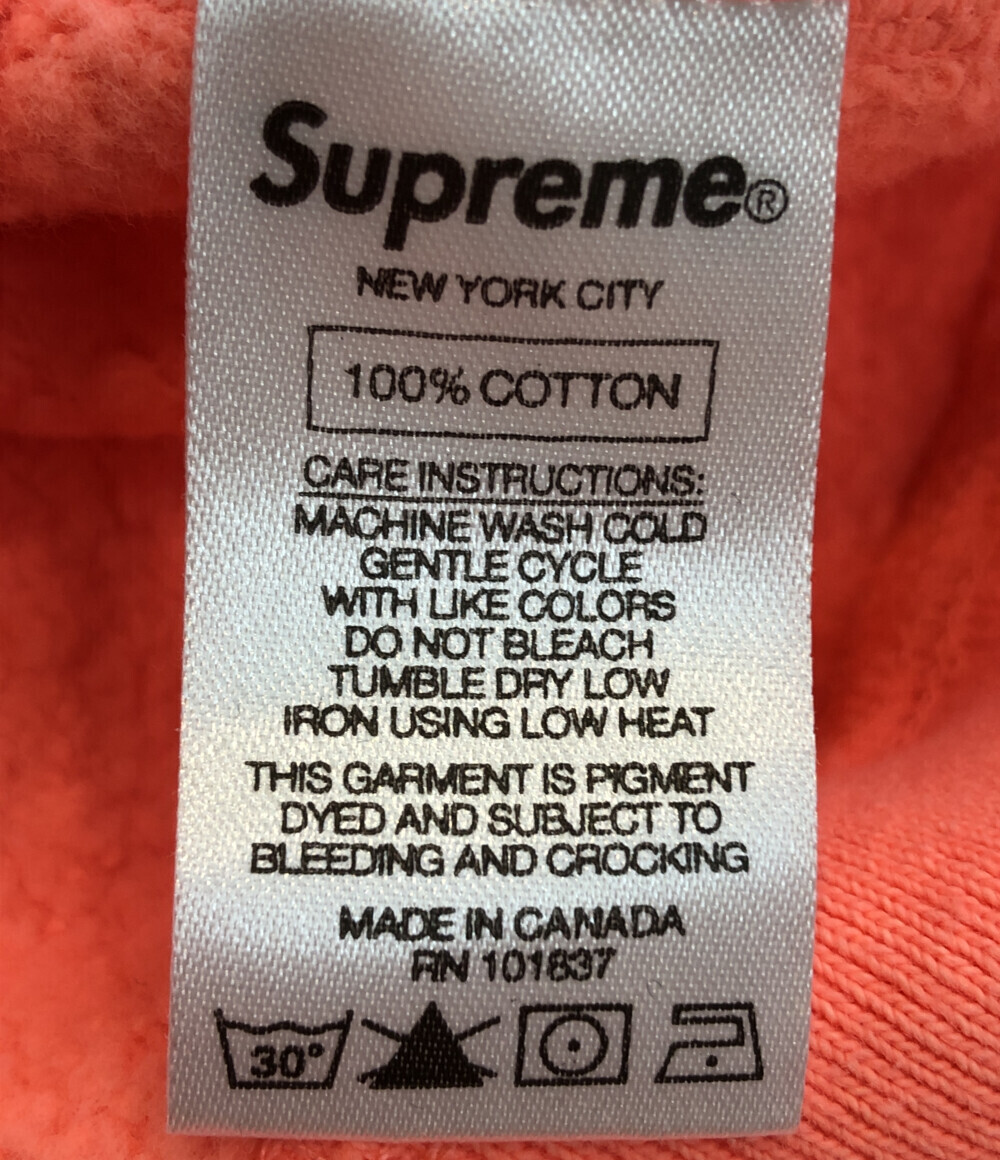 Supreme®
NEW YORK CITY
100% COTTON
CARE INSTRUCTIONS:
MACHINE WASH COLD
GENTLE CYCLE
WITH LIKE COLORS
DO NOT BLEACH
TUMBLE DRY LOW
IRON USING LOW HEAT
THIS GARMENT IS PIGMENT
DYED AND SUBJECT TO
BLEEDING AND CROCKING
MADE IN CANADA
RN 101837
30°